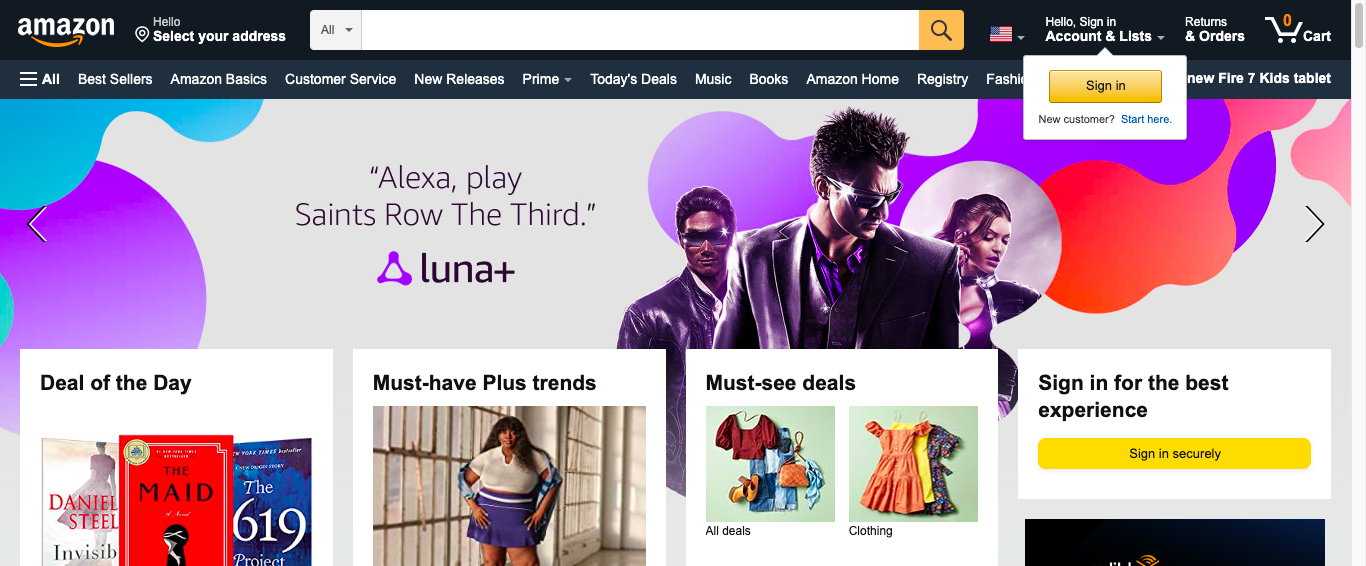 amazon
Hello
Select your address
All
Hello, Sign in
Account & Lists
Returns
& Orders
0
Cart
All
Best Sellers
Amazon Basics
Customer Service
New Releases
Prime
Today's Deals
Music
Books
Amazon Home
Registry
new Fire 7 Kids tablet
Sign in
New customer? Start here.
“Alexa, play
Saints Row The Third.”
luna+
Deal of the Day
DANIEL
STEEL
THE
MAID
A Novel
NEW YORK TIMES bestseller
A NEW ORIGIN STORY
The
1619
Project
Must-have Plus trends
Must-see deals
All deals
Clothing
Sign in for the best
experience
Sign in securely